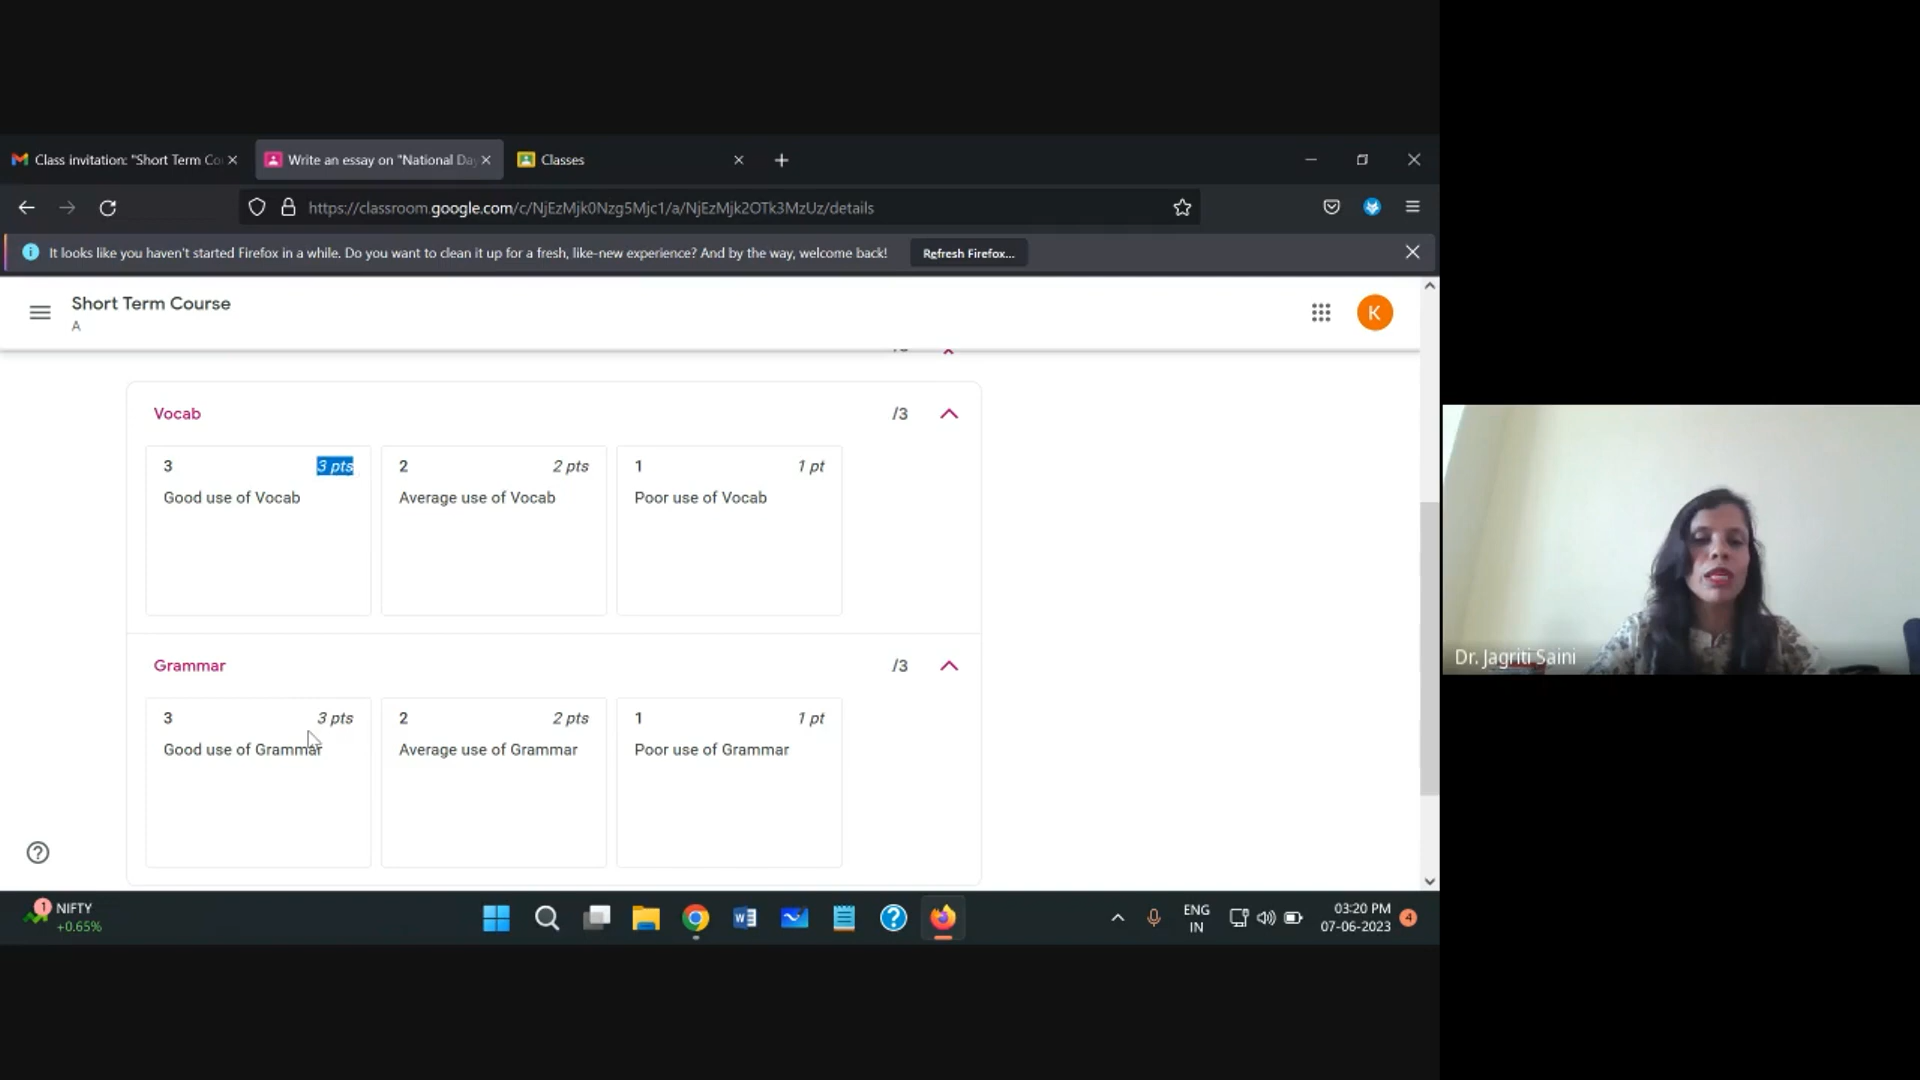 Class invitation: "Short Term Co
Write an essay on "National Da
Classes
https://classroom.google.com/c/NjEzMjk0Nzg5Mjc1/a/NjEzMjk2OTk3MzUz/details
It looks like you haven't started Firefox in a while. Do you want to clean it up for a fresh, like-new experience? And by the way, welcome back!
Refresh Firefox...
Short Term Course
A
K
Vocab
/3
3
3 pts
2
2 pts
1
1 pt
Good use of Vocab
Average use of Vocab
Poor use of Vocab
Dr. Jagriti Saini
Grammar
/3
3
3 pts
2
2 pts
1
1 pt
Good use of Grammar
Average use of Grammar
Poor use of Grammar
1
NIFTY
+0.65%
ENG
IN
03:20 PM
07-06-2023
4